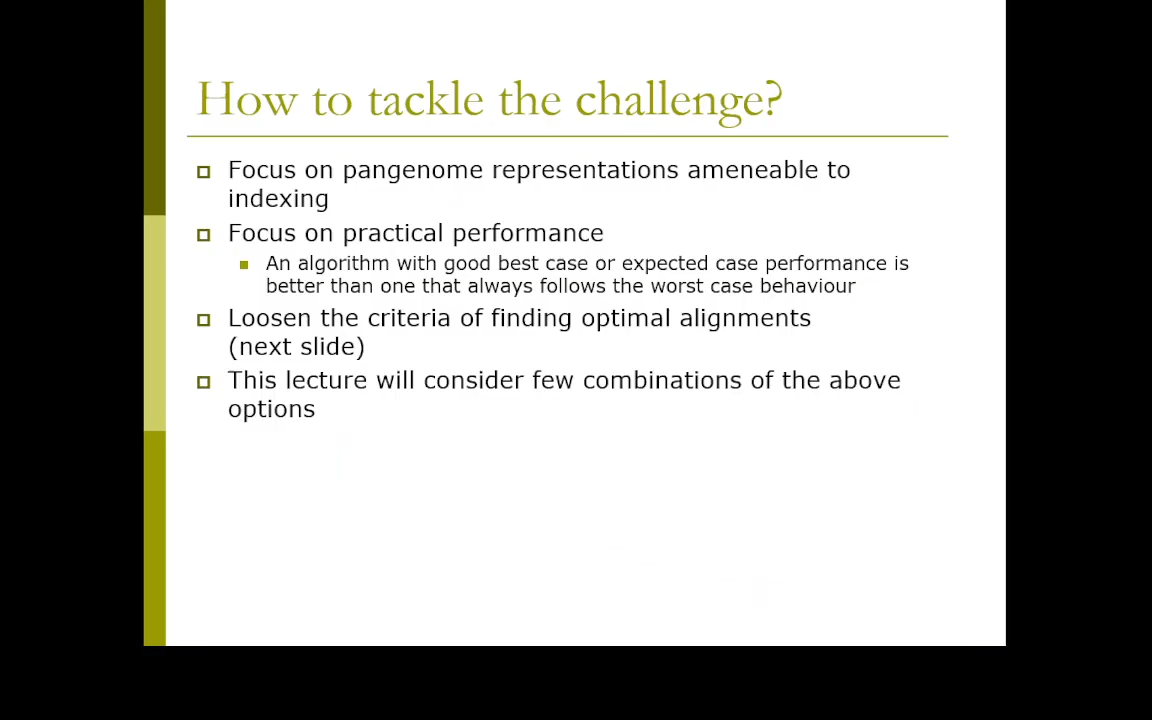 How to tackle the challenge?
Focus on pangenome representations ameneable to
indexing
Focus on practical performance
An algorithm with good best case or expected case performance is
better than one that always follows the worst case behaviour
Loosen the criteria of finding optimal alignments
(next slide)
This lecture will consider few combinations of the above
options